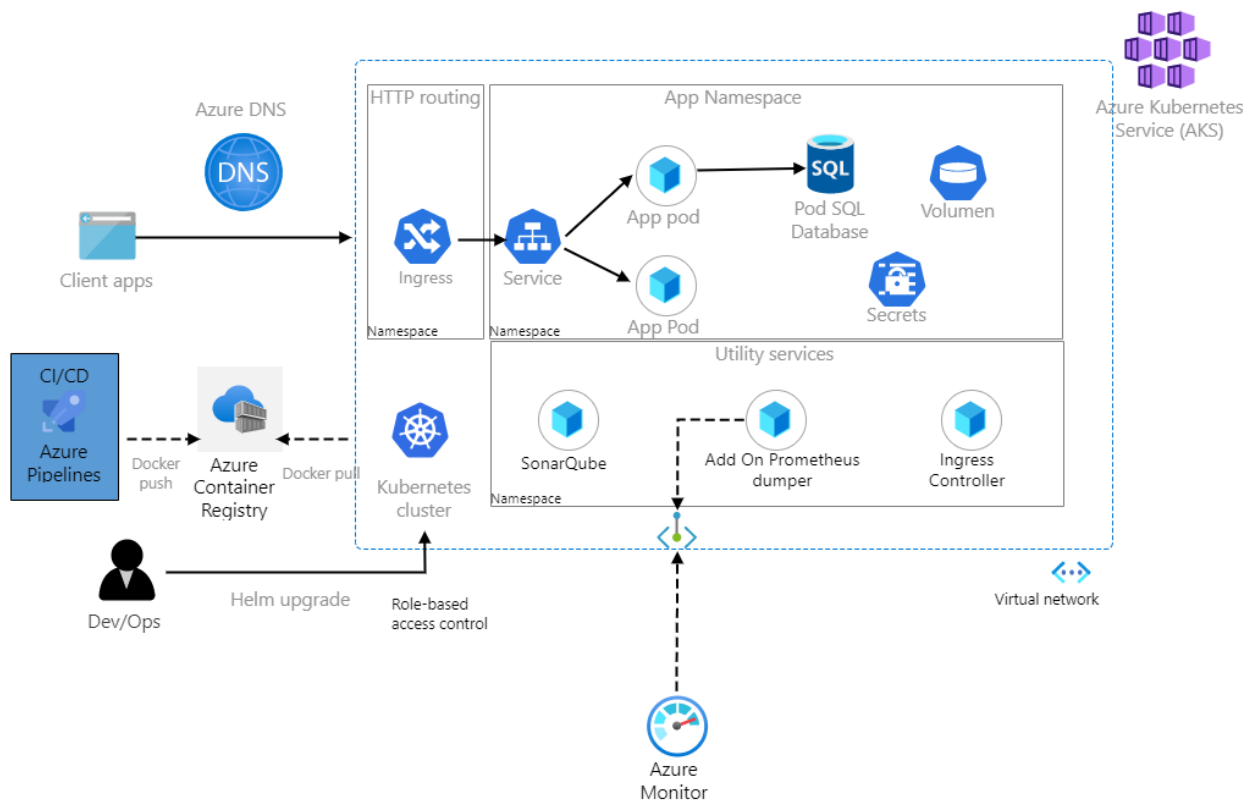 HTTP routing
App Namespace
Azure Kubernetes
Service (AKS)
Azure DNS
DNS
SQL
App pod
Pod SQL
Database
Volumen
Client apps
Ingress
Service
Secrets
App Pod
Namespace
Namespace
Utility services
CI/CD
Azure
Pipelines
Docker
push
Azure
Container
Registry
Docker pull
Kubernetes
cluster
SonarQube
Add On Prometheus
dumper
Ingress
Controller
Namespace
Dev/Ops
Helm upgrade
Role-based
access control
Virtual network
Azure
Monitor